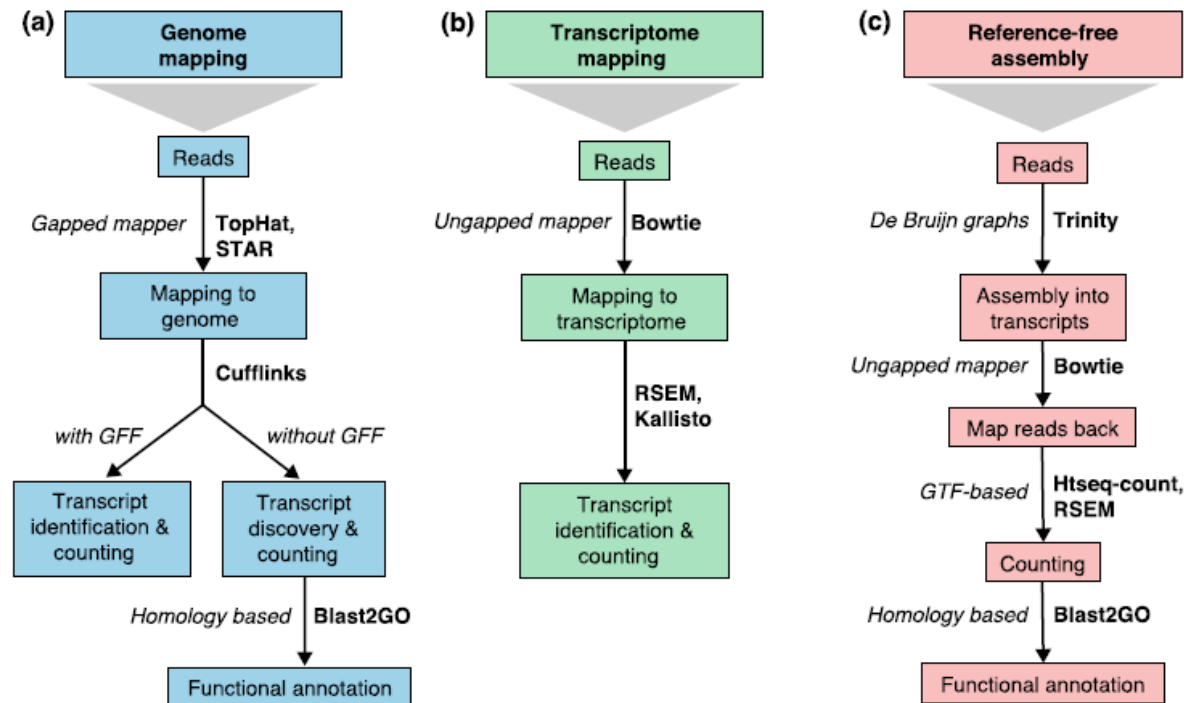 (a)
Genome
mapping
Reads
Gapped mapper
TopHat,
STAR
Mapping to
genome
Cufflinks
with GFF
without GFF
Transcript
identification &
counting
Transcript
discovery &
counting
Homology based
Blast2GO
Functional annotation
(b)
Transcriptome
mapping
Reads
Ungapped mapper
Bowtie
Mapping to
transcriptome
RSEM,
Kallisto
Transcript
identification &
counting
(c)
Reference-free
assembly
Reads
De Bruijn graphs
Trinity
Assembly into
transcripts
Ungapped mapper
Bowtie
Map reads back
GTF-based
Htseq-count,
RSEM
Counting
Homology based
Blast2GO
Functional annotation